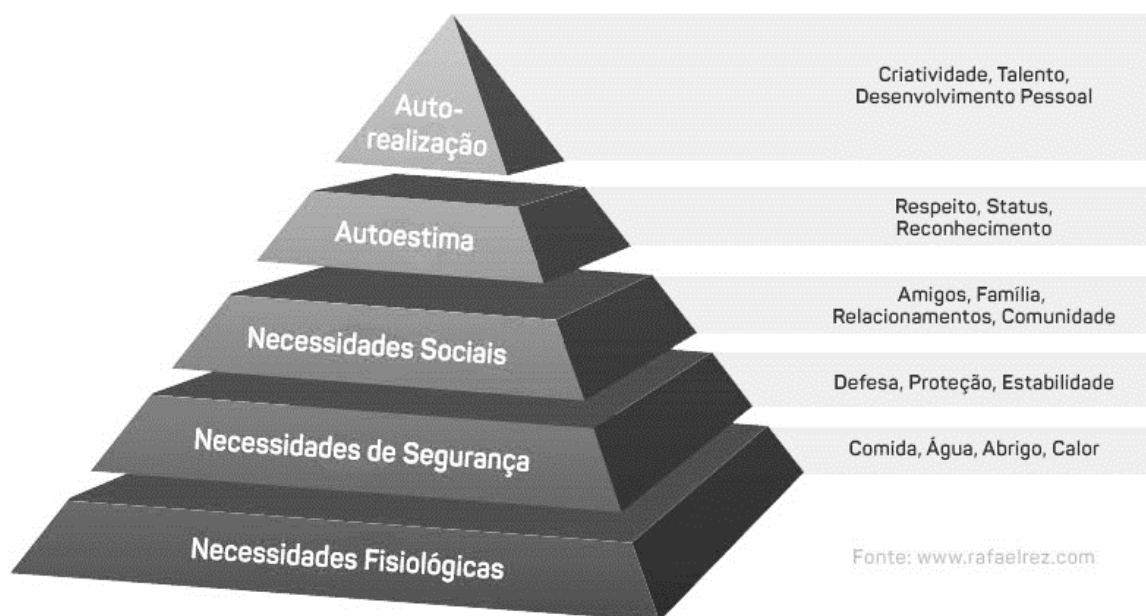 Auto-
realização
Criatividade, Talento,
Desenvolvimento Pessoal
Autoestima
Respeito, Status,
Reconhecimento
Necessidades Sociais
Amigos, Família,
Relacionamentos, Comunidade
Necessidades de Segurança
Defesa, Proteção, Estabilidade
Necessidades Fisiológicas
Comida, Água, Abrigo, Calor
Fonte: www.rafaelrez.com